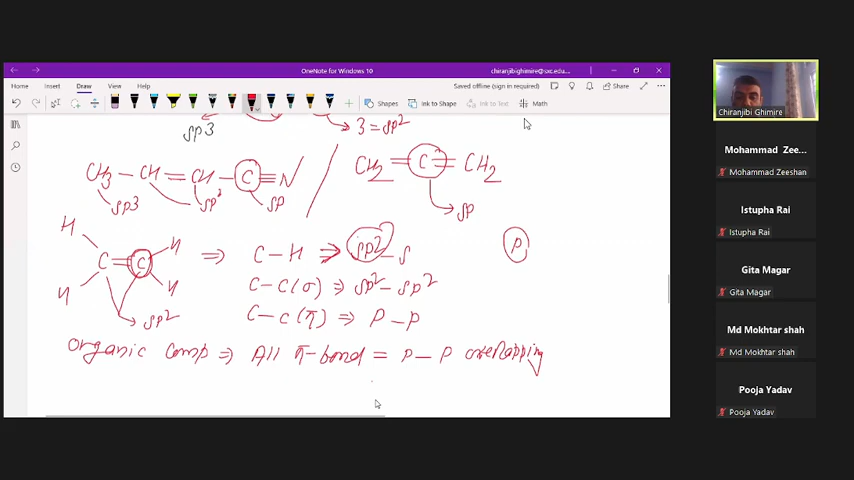 OneNote for Windows 10
chiranjibighimire@sxc.edu...
Home Insert Draw View Help
Saved offline (sign in required)
Share
Shapes Ink to Shape Ink to Text Math
sp3
3 = sp2
CH3 - CH = CH - C ≡ N
CH2 = C = CH2
sp3 sp2 sp
sp
H H
C = C
H H
sp2
⇒ C - H ⇒ sp2 - s
P
C - C (σ) ⇒ sp2 - sp2
C - C (π) ⇒ P - P
organic comp ⇒ All π-bond = P - P overlapping
Chiranjibi Ghimire
Mohammad Zee...
Mohammad Zeeshan
Istupha Rai
Istupha Rai
Gita Magar
Gita Magar
Md Mokhtar shah
Md Mokhtar shah
Pooja Yadav
Pooja Yadav